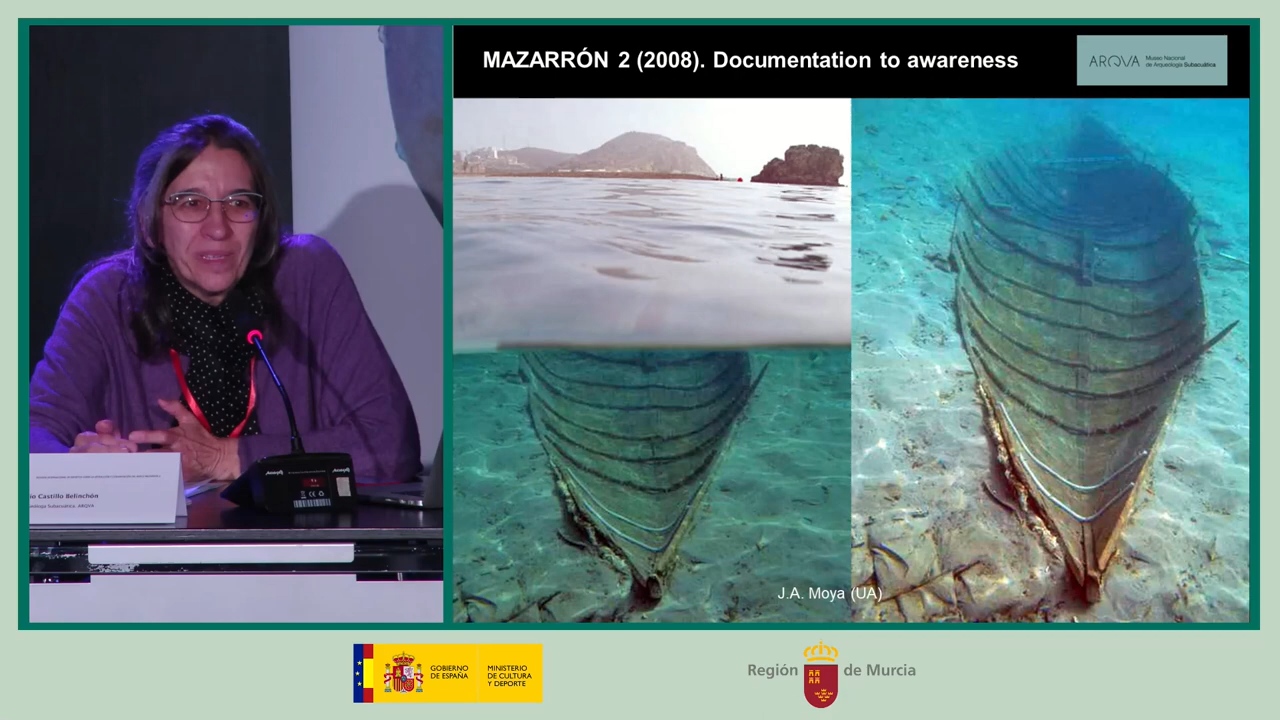 MAZARRÓN 2 (2008). Documentation to awareness
ARQVA
Museo Nacional
de Arqueología Subacuática
J.A. Moya (UA)
io Castillo Belinchón
Subacuática ,ARQVA
GOBIERNO
DE ESPAÑA
MINISTERIO
DE CULTURA
Y DEPORTE
Región de Murcia